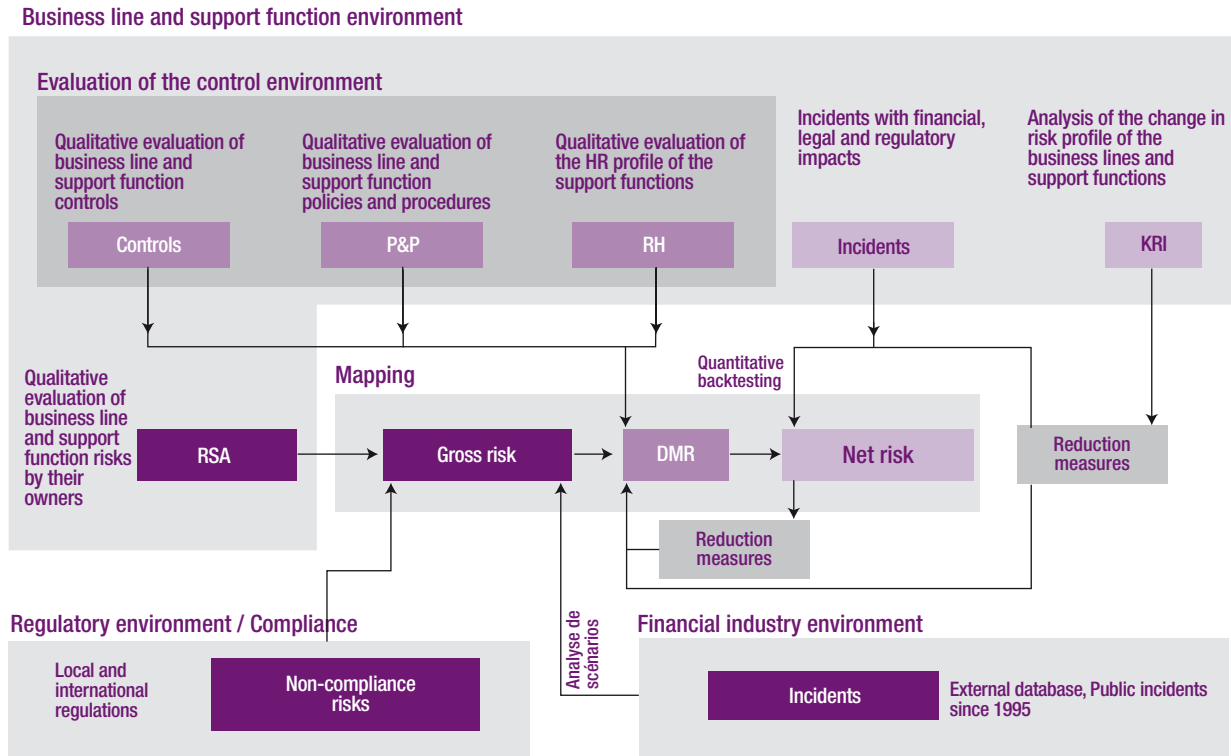 Business line and support function environment
Evaluation of the control environment
Qualitative evaluation of
business line and
support function
controls
Qualitative evaluation of
business line and
support function
policies and procedures
Qualitative evaluation of
the HR profile of the
support functions
Incidents with financial,
legal and regulatory
impacts
Analysis of the change in
risk profile of the
business lines and
support functions
Controls
P&P
RH
Incidents
KRI
Qualitative
evaluation of
business line
and support
function risks
by their
owners
Mapping
Quantitative
backtesting
RSA
Gross risk
DMR
Net risk
Reduction
measures
Reduction
measures
Regulatory environment / Compliance
Local and
international
regulations
Non-compliance
risks
Analyse de
scénarios
Financial industry environment
Incidents
External database, Public incidents
since 1995